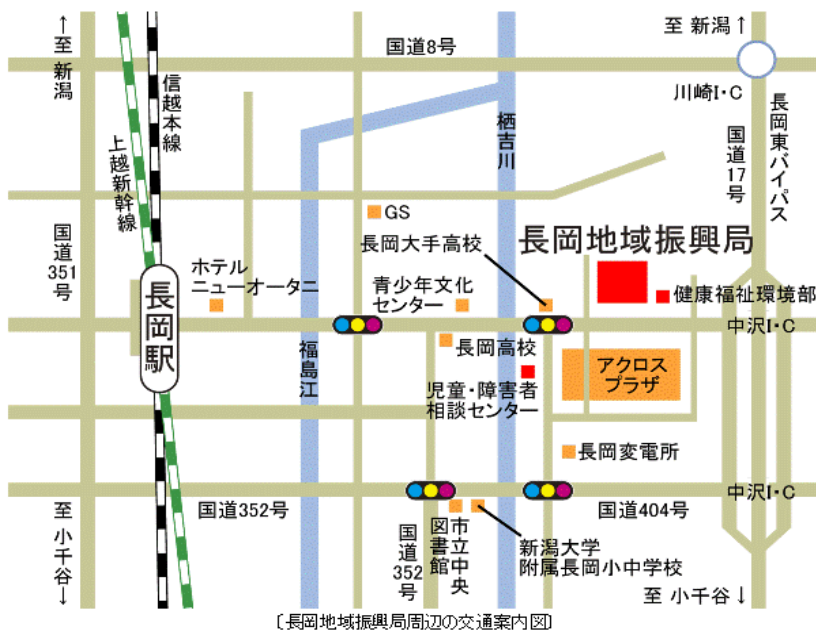 ↑至 新潟
国道8号
至 新潟↑
川崎I・C
信越本線
上越新幹線
栖吉川
国道17号
長岡東バイパス
GS
長岡大手高校
長岡地域振興局
国道351号
ホテル
ニューオータニ
青少年文化
センター
健康福祉環境部
長岡駅
中沢I・C
福島江
長岡高校
アクロス
プラザ
児童・障害者
相談センター
長岡変電所
国道352号
中沢I・C
国道404号
至 小千谷↓
国道352号
市立中央
図書館
新潟大学
附属長岡小中学校
至 小千谷↓
〔長岡地域振興局周辺の交通案内図〕